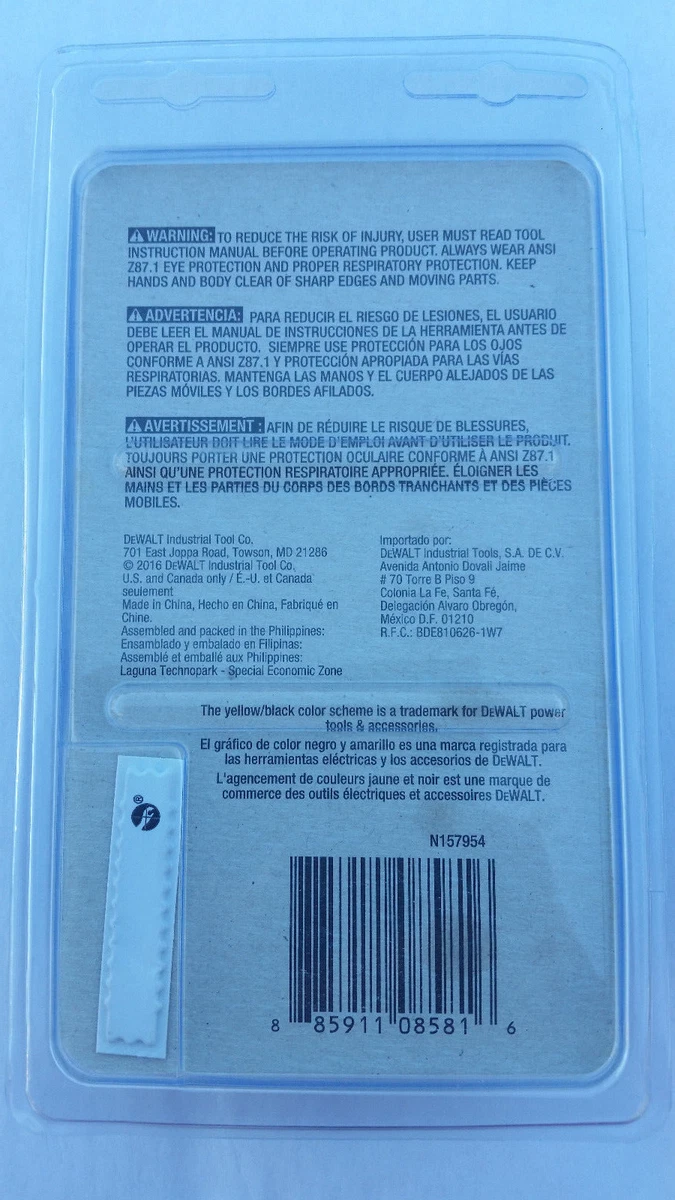 WARNING: TO REDUCE THE RISK OF INJURY, USER MUST READ TOOL
INSTRUCTION MANUAL BEFORE OPERATING PRODUCT. ALWAYS WEAR ANSI
Z87.1 EYE PROTECTION AND PROPER RESPIRATORY PROTECTION. KEEP
HANDS AND BODY CLEAR OF SHARP EDGES AND MOVING PARTS.
ADVERTENCIA: PARA REDUCIR EL RIESGO DE LESIONES, EL USUARIO
DEBE LEER EL MANUAL DE INSTRUCCIONES DE LA HERRAMIENTA ANTES DE
OPERAR EL PRODUCTO. SIEMPRE USE PROTECCIÓN PARA LOS OJOS
CONFORME A ANSI Z87.1 Y PROTECCIÓN APROPIADA PARA LAS VÍAS
RESPIRATORIAS. MANTENGA LAS MANOS Y EL CUERPO ALEJADOS DE LAS
PIEZAS MÓVILES Y LOS BORDES AFILADOS.
AVERTISSEMENT : AFIN DE RÉDUIRE LE RISQUE DE BLESSURES,
L'UTILISATEUR DOIT LIRE LE MODE D'EMPLOI AVANT D'UTILISER LE PRODUIT.
TOUJOURS PORTER UNE PROTECTION OCULAIRE CONFORME À ANSI Z87.1
AINSI QU'UNE PROTECTION RESPIRATOIRE APPROPRIÉE. ÉLOIGNER LES
MAINS ET LES PARTIES DU CORPS DES BORDS TRANCHANTS ET DES PIÈCES
MOBILES.
DEWALT Industrial Tool Co.
701 East Joppa Road, Towson, MD 21286
© 2016 DEWALT Industrial Tool Co.
U.S. and Canada only / É.-U. et Canada
seulement
Made in China, Hecho en China, Fabriqué en
Chine.
Assembled and packed in the Philippines:
Ensamblado y embalado en Filipinas:
Assemblé et emballé aux Philippines:
Laguna Technopark - Special Economic Zone
Importado por:
DEWALT Industrial Tools, S.A. DE C.V.
Avenida Antonio Dovali Jaime
# 70 Torre B Piso 9
Colonia La Fe, Santa Fé,
Delegación Alvaro Obregón,
México D.F. 01210
R.F.C.: BDE810626-1W7
The yellow/black color scheme is a trademark for DEWALT power
tools & accessories.
El gráfico de color negro y amarillo es una marca registrada para
las herramientas eléctricas y los accesorios de DEWALT.
L'agencement de couleurs jaune et noir est une marque de
commerce des outils électriques et accessoires DEWALT.
N157954
8 85911 08581 6